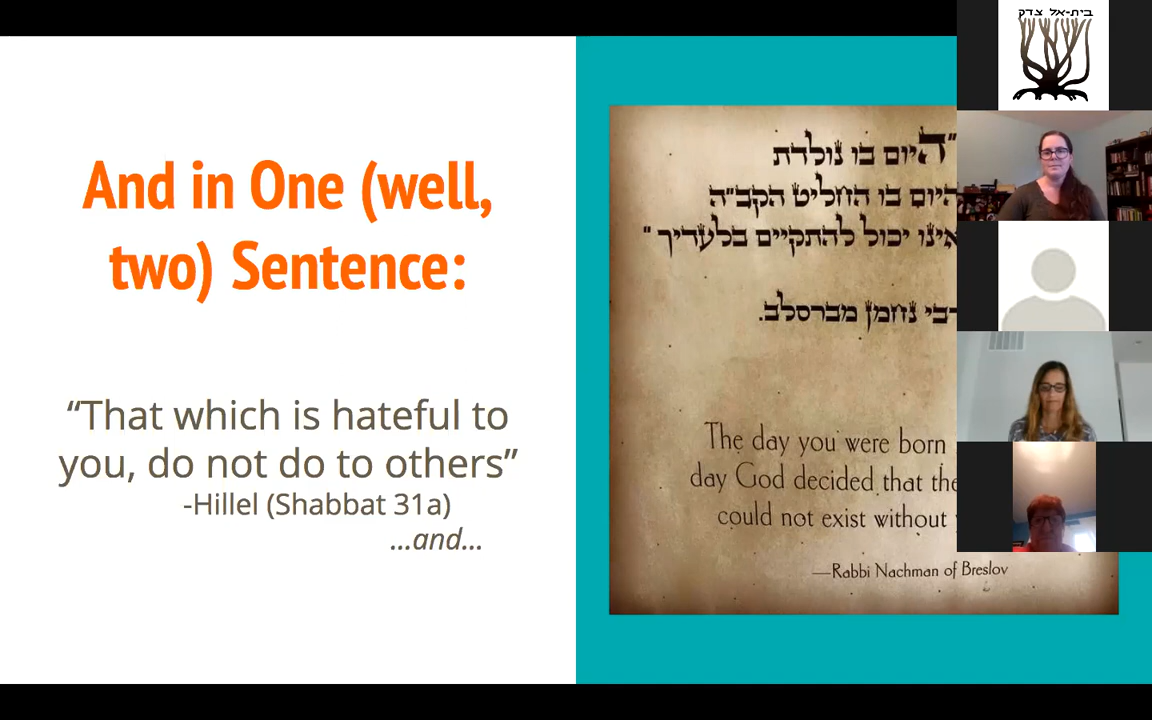 And in One (well,
two) Sentence:
“That which is hateful to
you, do not do to others”
-Hillel (Shabbat 31a)
...and...
"היום בו נולדת
היום בו החליט הקב"ה
אינו יכול להתקיים בלעדיך"
רבי נחמן מברסלב.
The day you were born
day God decided that the
could not exist without
—Rabbi Nachman of Breslov
בית-אל צדק